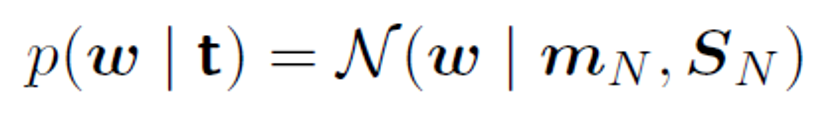 p(w | t) = 𝒩(w | m_N, S_N)